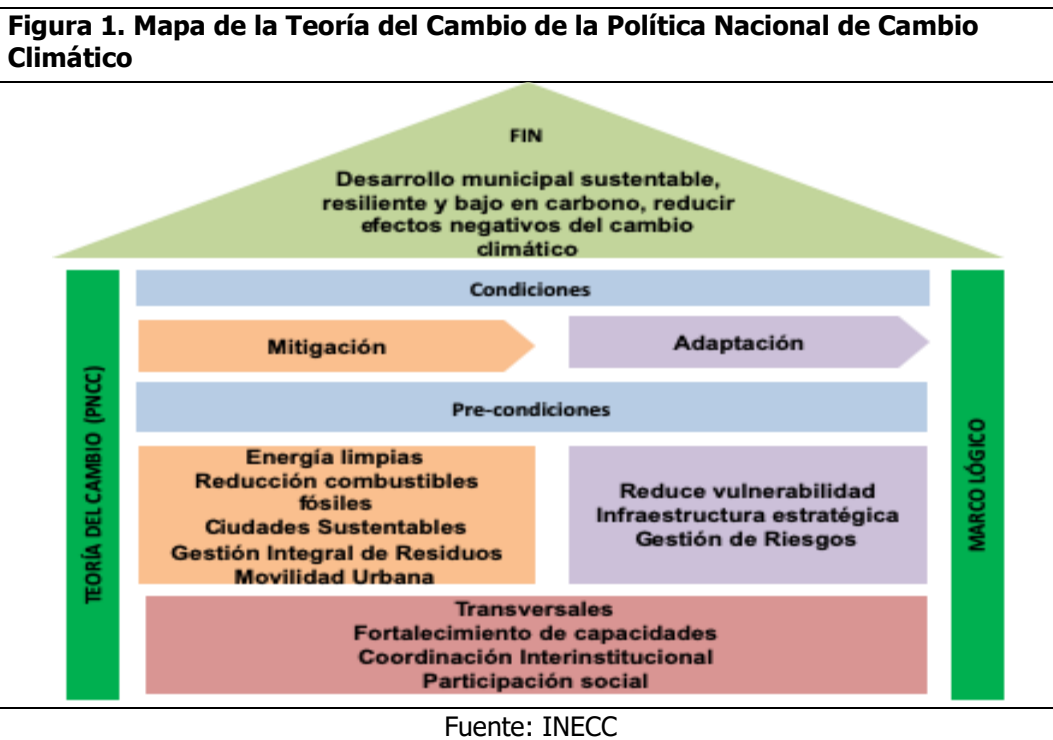 Figura 1. Mapa de la Teoría del Cambio de la Política Nacional de Cambio
Climático
FIN
Desarrollo municipal sustentable,
resiliente y bajo en carbono, reducir
efectos negativos del cambio
climático
TEORÍA DEL CAMBIO (PNCC)
Condiciones
Mitigación
Adaptación
Pre-condiciones
Energía limpias
Reducción combustibles
fósiles
Ciudades Sustentables
Gestión Integral de Residuos
Movilidad Urbana
Reduce vulnerabilidad
Infraestructura estratégica
Gestión de Riesgos
Transversales
Fortalecimiento de capacidades
Coordinación Interinstitucional
Participación social
MARCO LÓGICO
Fuente: INECC